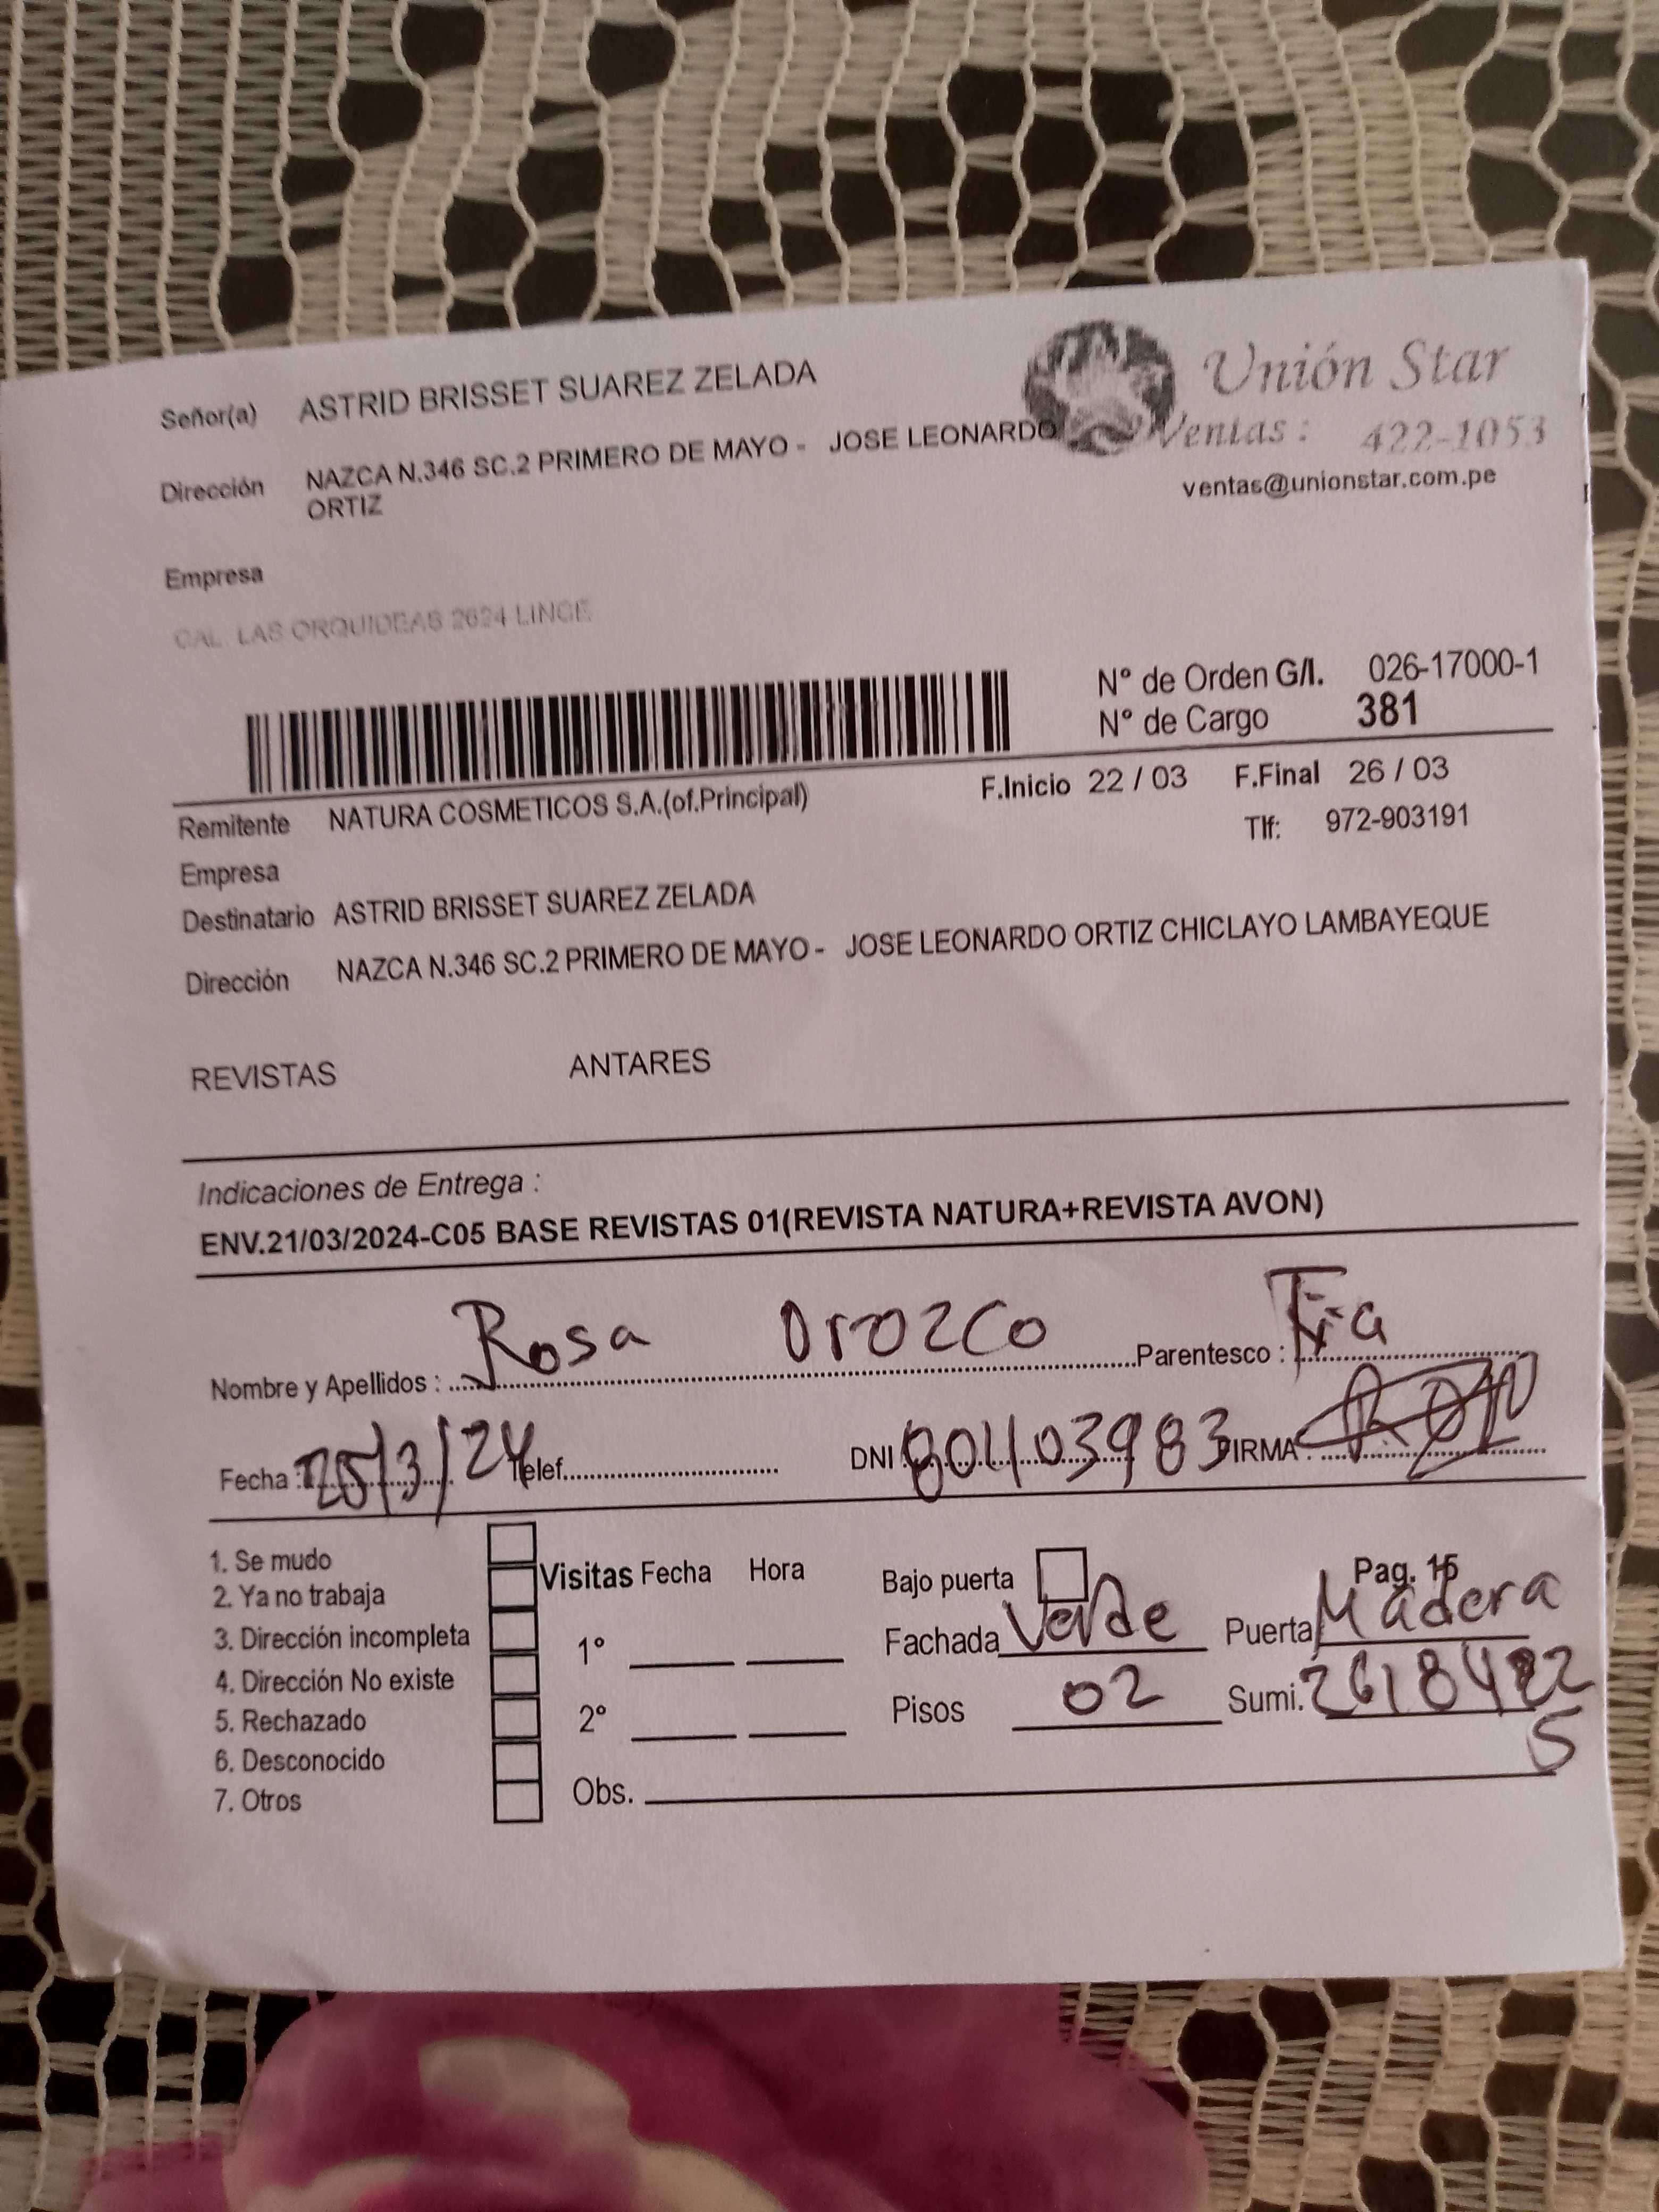 Señor(a) ASTRID BRISSET SUAREZ ZELADA
Unión Star
Ventas: 422-1053
ventas@unionstar.com.pe
Dirección NAZCA N.346 SC.2 PRIMERO DE MAYO - JOSE LEONARDO
ORTIZ
Empresa
CAL. LAS ORQUIDEAS 2624 LINCE
N° de Orden G/I. 026-17000-1
N° de Cargo 381
F.Inicio 22 / 03 F.Final 26 / 03
Remitente NATURA COSMETICOS S.A.(of.Principal)
Tlf: 972-903191
Empresa
Destinatario ASTRID BRISSET SUAREZ ZELADA
Dirección NAZCA N.346 SC.2 PRIMERO DE MAYO - JOSE LEONARDO ORTIZ CHICLAYO LAMBAYEQUE
REVISTAS ANTARES
Indicaciones de Entrega :
ENV.21/03/2024-C05 BASE REVISTAS 01(REVISTA NATURA+REVISTA AVON)
Nombre y Apellidos : Rosa Orozco Parentesco : Tía
Fecha : 25/3/24 Telef. DNI 80403983 FIRMA :
1. Se mudo
2. Ya no trabaja
3. Dirección incompleta
4. Dirección No existe
5. Rechazado
6. Desconocido
7. Otros
Visitas Fecha Hora
1°
2°
Obs.
Bajo puerta Pag. 15
Fachada Verde Puerta Madera
Pisos 02 Sumi.